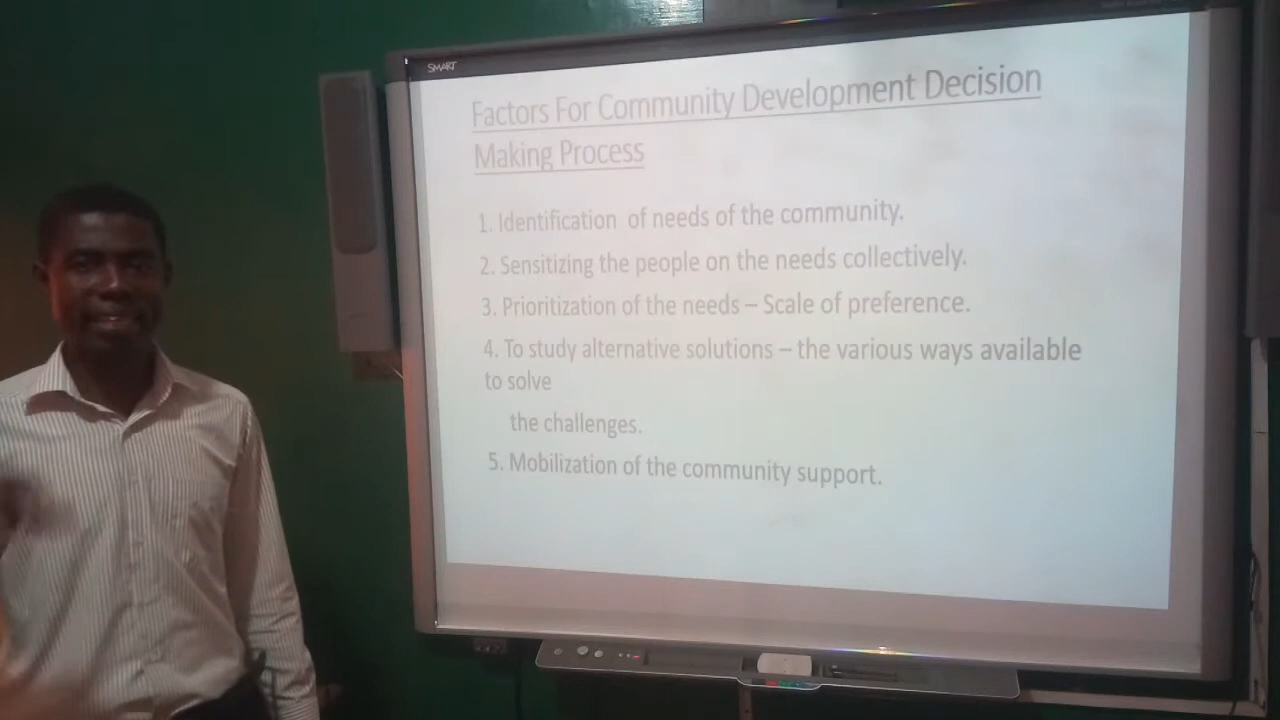 SMART
Factors For Community Development Decision
Making Process
1. Identification of needs of the community.
2. Sensitizing the people on the needs collectively.
3. Prioritization of the needs – Scale of preference.
4. To study alternative solutions – the various ways available
to solve
the challenges.
5. Mobilization of the community support.